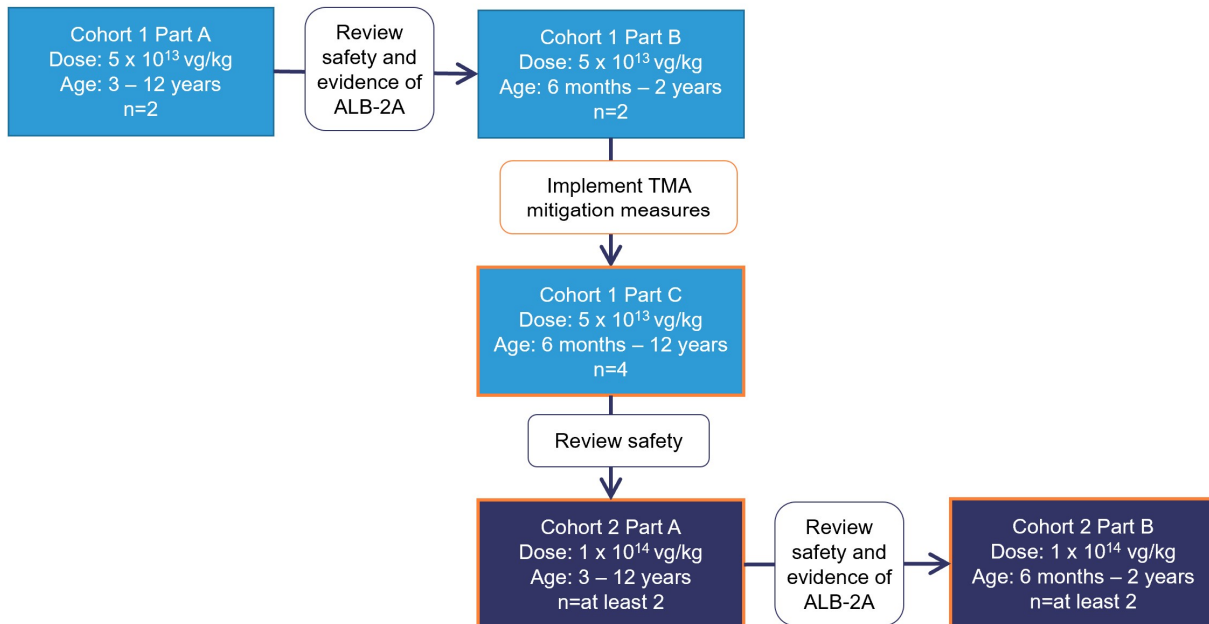 Cohort 1 Part A
Dose: 5 x 10¹³ vg/kg
Age: 3 – 12 years
n=2
Review
safety and
evidence of
ALB-2A
Cohort 1 Part B
Dose: 5 x 10¹³ vg/kg
Age: 6 months – 2 years
n=2
Implement TMA
mitigation measures
Cohort 1 Part C
Dose: 5 x 10¹³ vg/kg
Age: 6 months – 12 years
n=4
Review safety
Cohort 2 Part A
Dose: 1 x 10¹⁴ vg/kg
Age: 3 – 12 years
n=at least 2
Review
safety and
evidence of
ALB-2A
Cohort 2 Part B
Dose: 1 x 10¹⁴ vg/kg
Age: 6 months – 2 years
n=at least 2